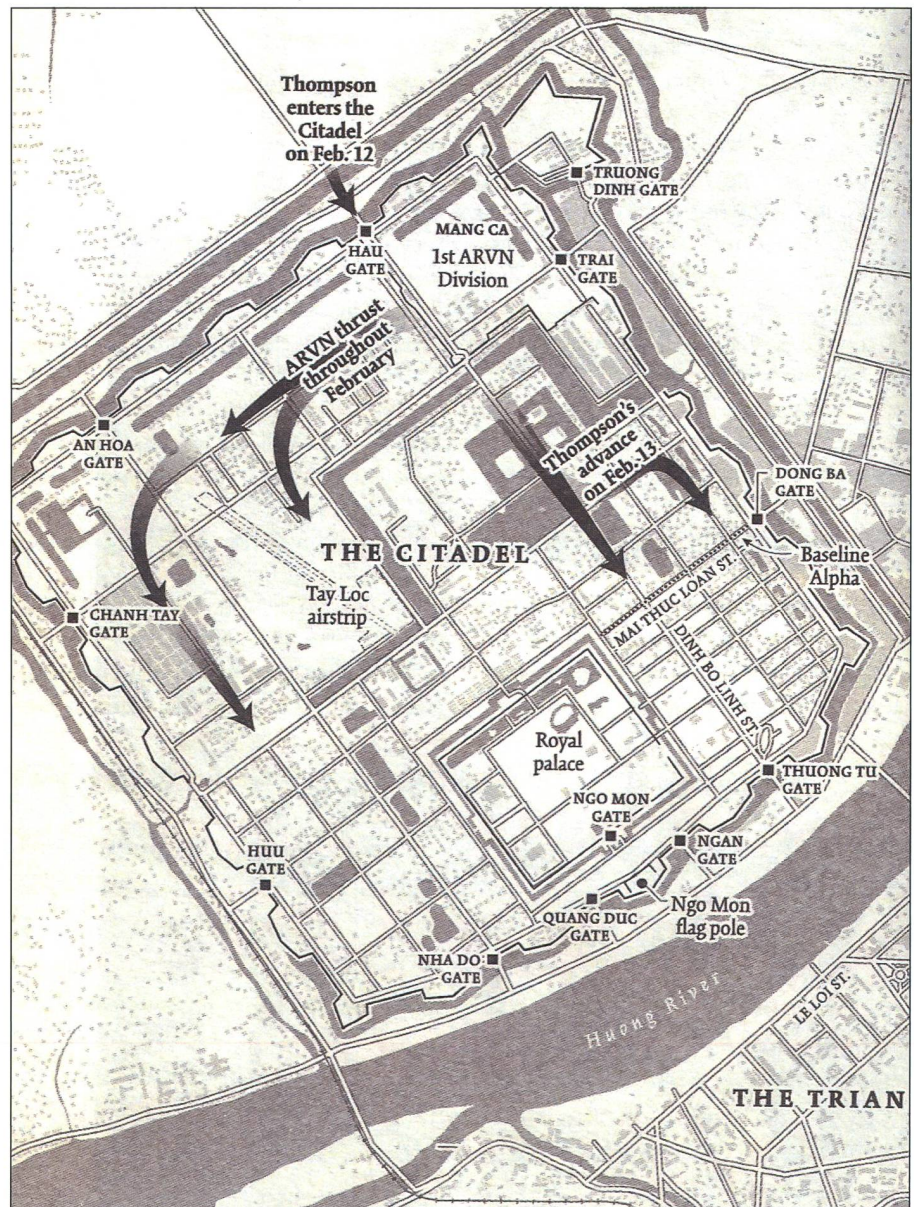 Thompson
enters the
Citadel
on Feb. 12
TRUONG
DINH GATE
MANG CA
1st ARVN
Division
HAU
GATE
TRAI
GATE
ARVN thrust
throughout
February
AN HOA
GATE
Thompson's
advance
on Feb. 13
DONG BA
GATE
Baseline
Alpha
THE CITADEL
Tay Loc
airstrip
MAI THUC LOAN ST.
CHANH TAY
GATE
DINH BO LINH ST.
Royal
palace
THUONG TU
GATE
NGO MON
GATE
NGAN
GATE
HUU
GATE
Ngo Mon
flag pole
QUANG DUC
GATE
NHA DO
GATE
Huong River
LE LOI ST.
THE TRIAN